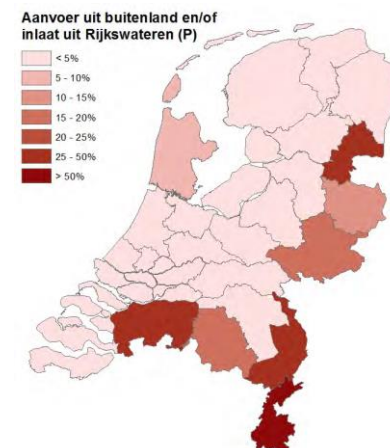 Aanvoer uit buitenland en/of
inlaat uit Rijkswateren (P)
< 5%
5 - 10%
10 - 15%
15 - 20%
20 - 25%
25 - 50%
> 50%